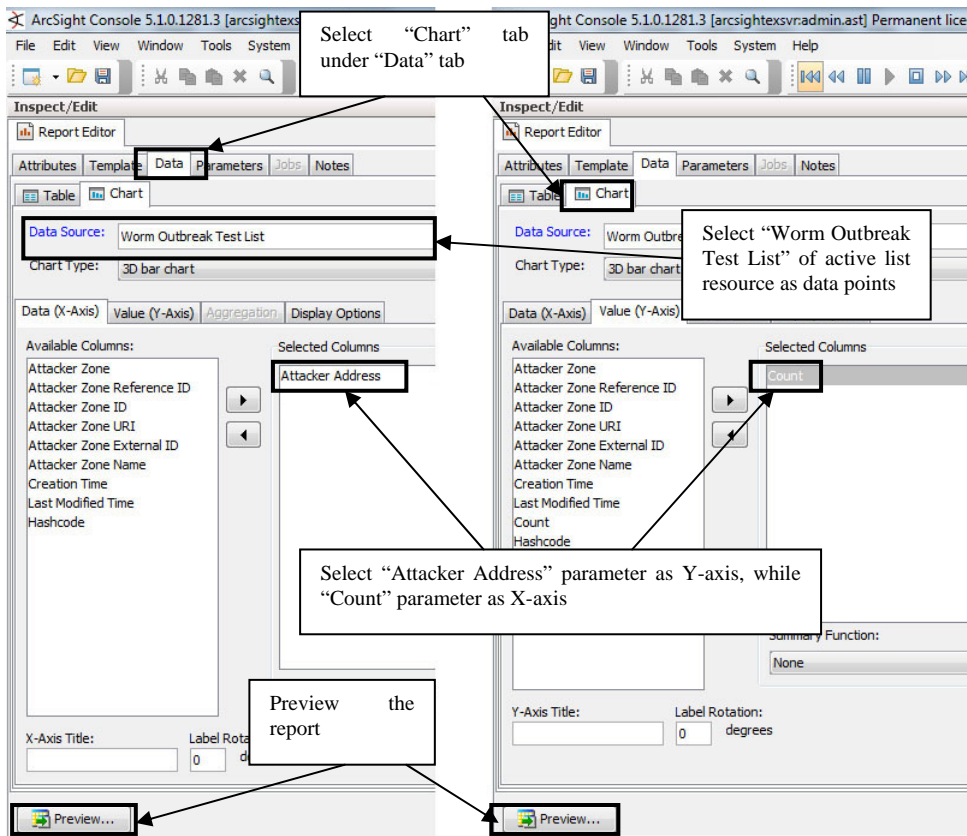 ArcSight Console 5.1.0.1281.3 [arcsightexs
File Edit View Window Tools System
Inspect/Edit
Report Editor
Attributes Template Data Parameters Jobs Notes
Table Chart
Data Source: Worm Outbreak Test List
Chart Type: 3D bar chart
Data (X-Axis) Value (Y-Axis) Aggregation Display Options
Available Columns:
Attacker Zone
Attacker Zone Reference ID
Attacker Zone ID
Attacker Zone URI
Attacker Zone External ID
Attacker Zone Name
Creation Time
Last Modified Time
Hashcode
Selected Columns
Attacker Address
X-Axis Title: Label Rota
0 d
Preview...
Select “Chart” tab
under “Data” tab
ght Console 5.1.0.1281.3 [arcsightexsvr:admin.ast] Permanent lice
dit View Window Tools System Help
Inspect/Edit
Report Editor
Attributes Template Data Parameters Jobs Notes
Table Chart
Data Source: Worm Outbre
Chart Type: 3D bar chart
Data (X-Axis) Value (Y-Axis)
Available Columns:
Attacker Zone
Attacker Zone Reference ID
Attacker Zone ID
Attacker Zone URI
Attacker Zone External ID
Attacker Zone Name
Creation Time
Last Modified Time
Count
Hashcode
Selected Columns
Count
Summary Function:
None
Y-Axis Title: Label Rotation:
0 degrees
Preview...
Select “Worm Outbreak
Test List” of active list
resource as data points
Select “Attacker Address” parameter as Y-axis, while
“Count” parameter as X-axis
Preview the
report